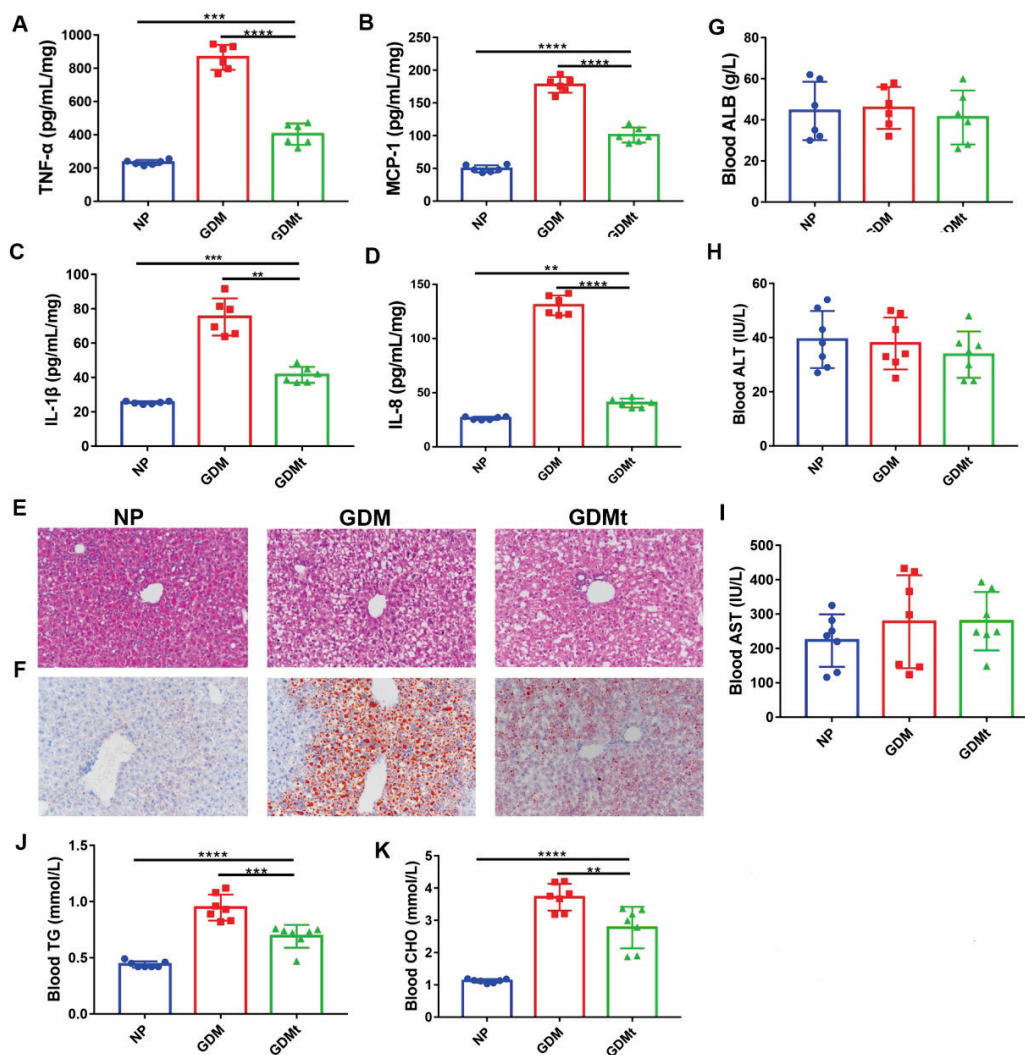 A
TNF-α (pg/mL/mg)
1000
800
600
400
200
0
***
****
NP
GDM
GDMt
B
MCP-1 (pg/mL/mg)
250
200
150
100
50
0
****
****
NP
GDM
GDMt
G
Blood ALB (g/L)
80
60
40
20
0
NP
C
IL-1β (pg/mL/mg)
100
80
60
40
20
0
***
**
NP
GDM
GDMt
D
IL-8 (pg/mL/mg)
150
100
50
0
**
****
NP
GDM
GDMt
H
Blood ALT (IU/L)
60
40
20
0
NP
GDM
GDMt
E
NP
GDM
GDMt
F
I
Blood AST (IU/L)
500
400
300
200
100
0
NP
GDM
GDMt
J
Blood TG (mmol/L)
1.5
1.0
0.5
0.0
****
***
NP
GDM
GDMt
K
Blood CHO (mmol/L)
5
4
3
2
1
0
****
**
NP
GDM
GDMt